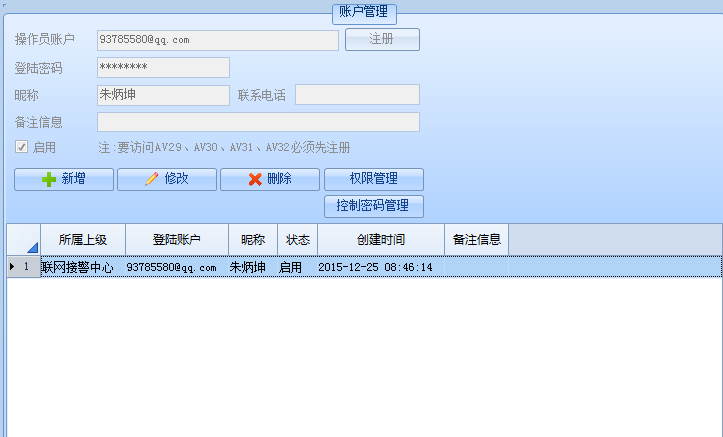 账户管理
操作员账户 93785580@qq.com 注册
登陆密码 ********
昵称 朱炳坤 联系电话
备注信息
启用 注:要访问AV29、AV30、AV31、AV32必须先注册
新增 修改 删除 权限管理
控制密码管理
所属上级 登陆账户 昵称 状态 创建时间 备注信息
1 联网接警中心 93785580@qq.com 朱炳坤 启用 2015-12-25 08:46:14